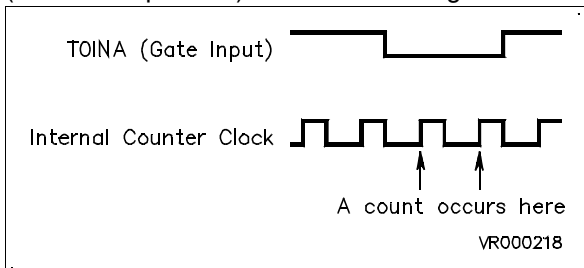 TOINA (Gate Input)
Internal Counter Clock
A count occurs here
VR000218